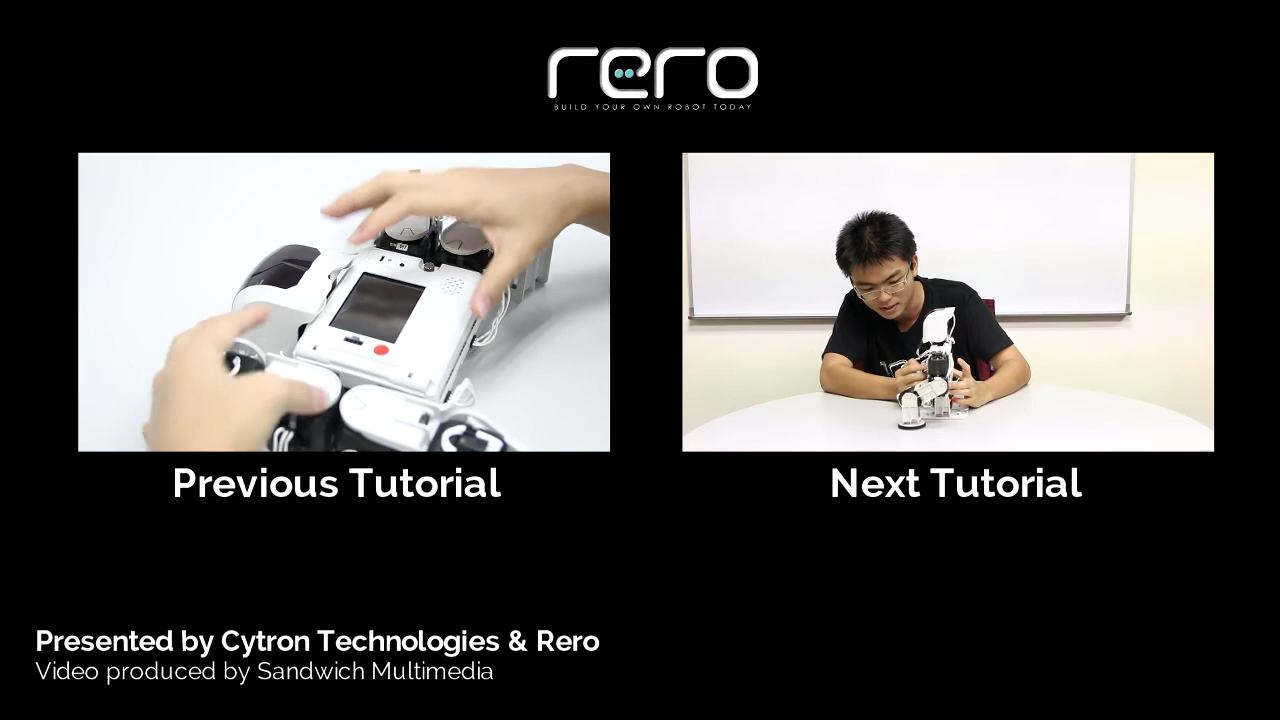 rero
BUILD YOUR OWN ROBOT TODAY
Previous Tutorial
Next Tutorial
Presented by Cytron Technologies & Rero
Video produced by Sandwich Multimedia